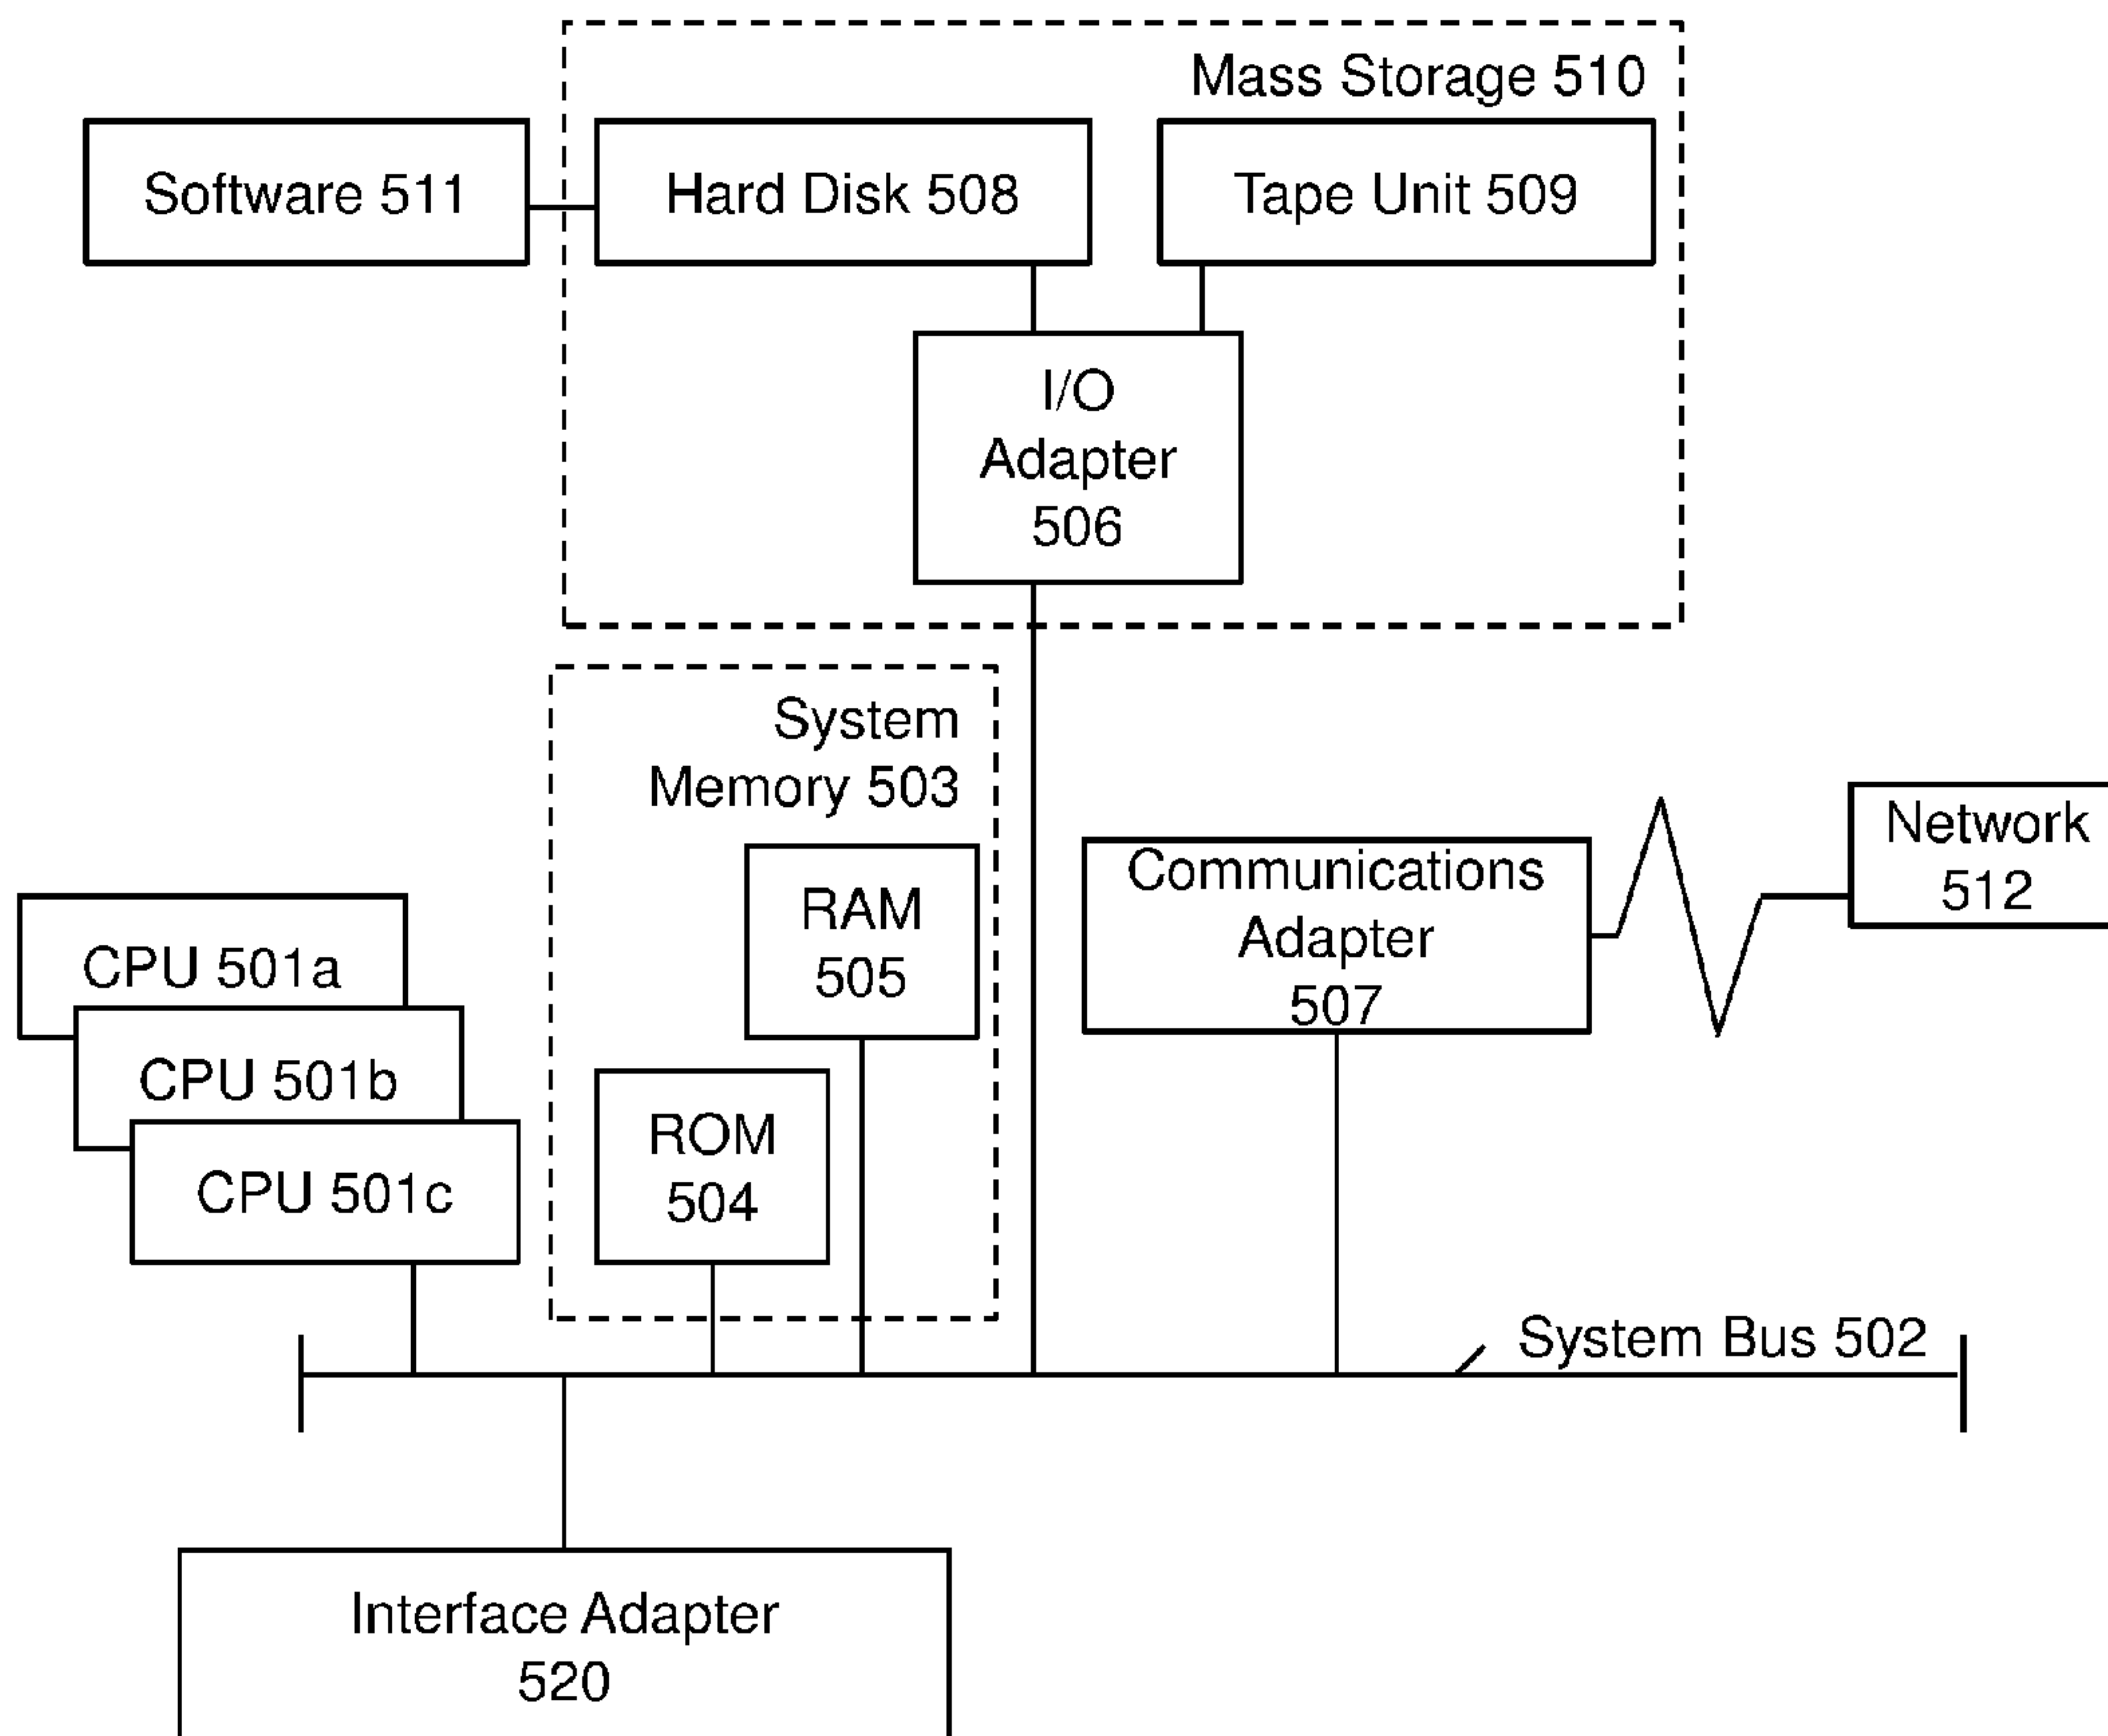 Mass Storage 510
Software 511
Hard Disk 508
Tape Unit 509
I/O
Adapter
506
System
Memory 503
RAM
505
ROM
504
Communications
Adapter
507
Network
512
CPU 501a
CPU 501b
CPU 501c
System Bus 502
Interface Adapter
520